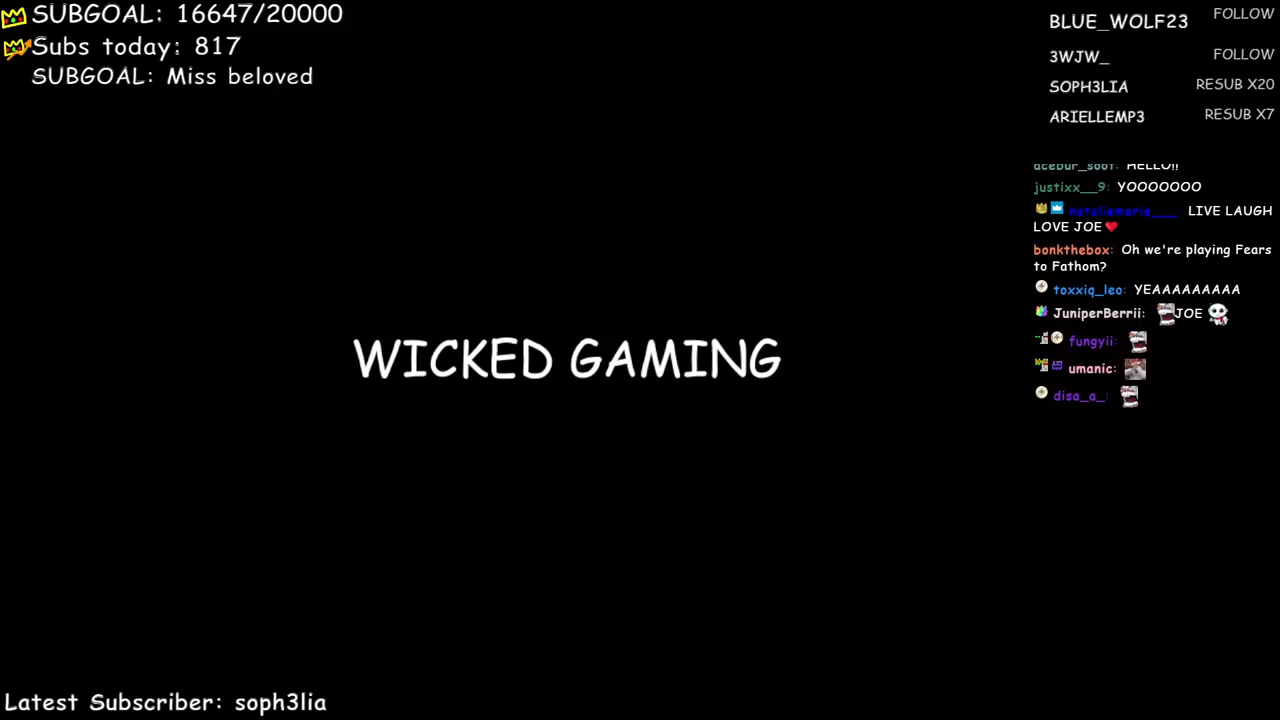 SUBGOAL: 16647/20000
Subs today: 817
SUBGOAL: Miss beloved
BLUE_WOLF23 FOLLOW
3WJW_ FOLLOW
SOPH3LIA RESUB X20
ARIELLEMP3 RESUB X7
acebur_soot: HELLO!!
justixx__9: YOOOOOOO
nataliemarie___ LIVE LAUGH
LOVE JOE
bonkthebox: Oh we're playing Fears
to Fathom?
toxxiq_leo: YEAAAAAAAAA
JuniperBerrii: JOE
fungyii:
umanic:
disa_a_:
WICKED GAMING
Latest Subscriber: soph3lia